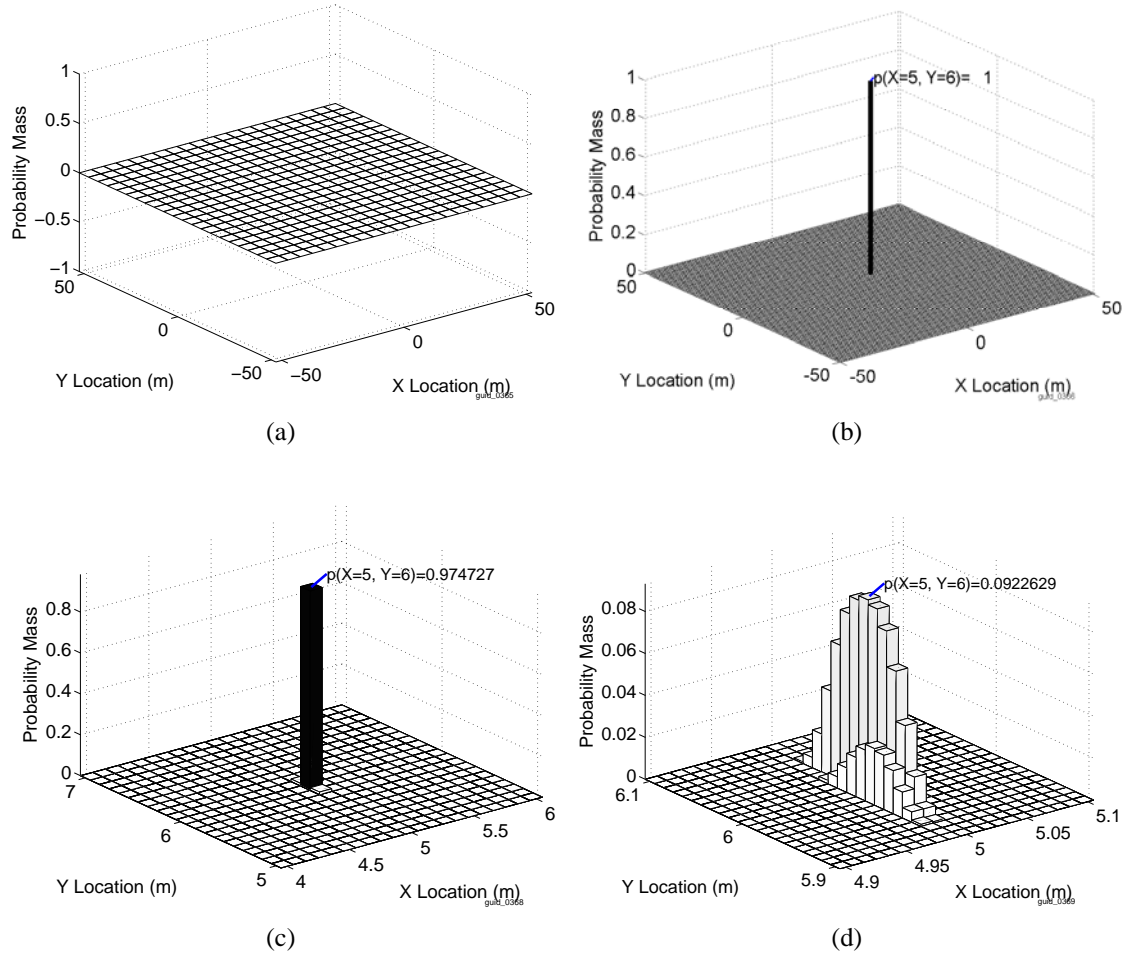 1
0.5
0
−0.5
−1
50
0
−50
−50
0
50
Probability Mass
Y Location (m)
X Location (m)
guid_0365
(a)
p(X=5, Y=6)= 1
1
0.8
0.6
0.4
0.2
0
50
0
-50
-50
0
50
Probability Mass
Y Location (m)
X Location (m)
guid_0366
(b)
p(X=5, Y=6)=0.974727
0.8
0.6
0.4
0.2
0
7
6
5
4
4.5
5
5.5
6
Probability Mass
Y Location (m)
X Location (m)
guid_0368
(c)
p(X=5, Y=6)=0.0922629
0.08
0.06
0.04
0.02
0
6.1
6
5.9
4.9
4.95
5
5.05
5.1
Probability Mass
Y Location (m)
X Location (m)
guid_0369
(d)